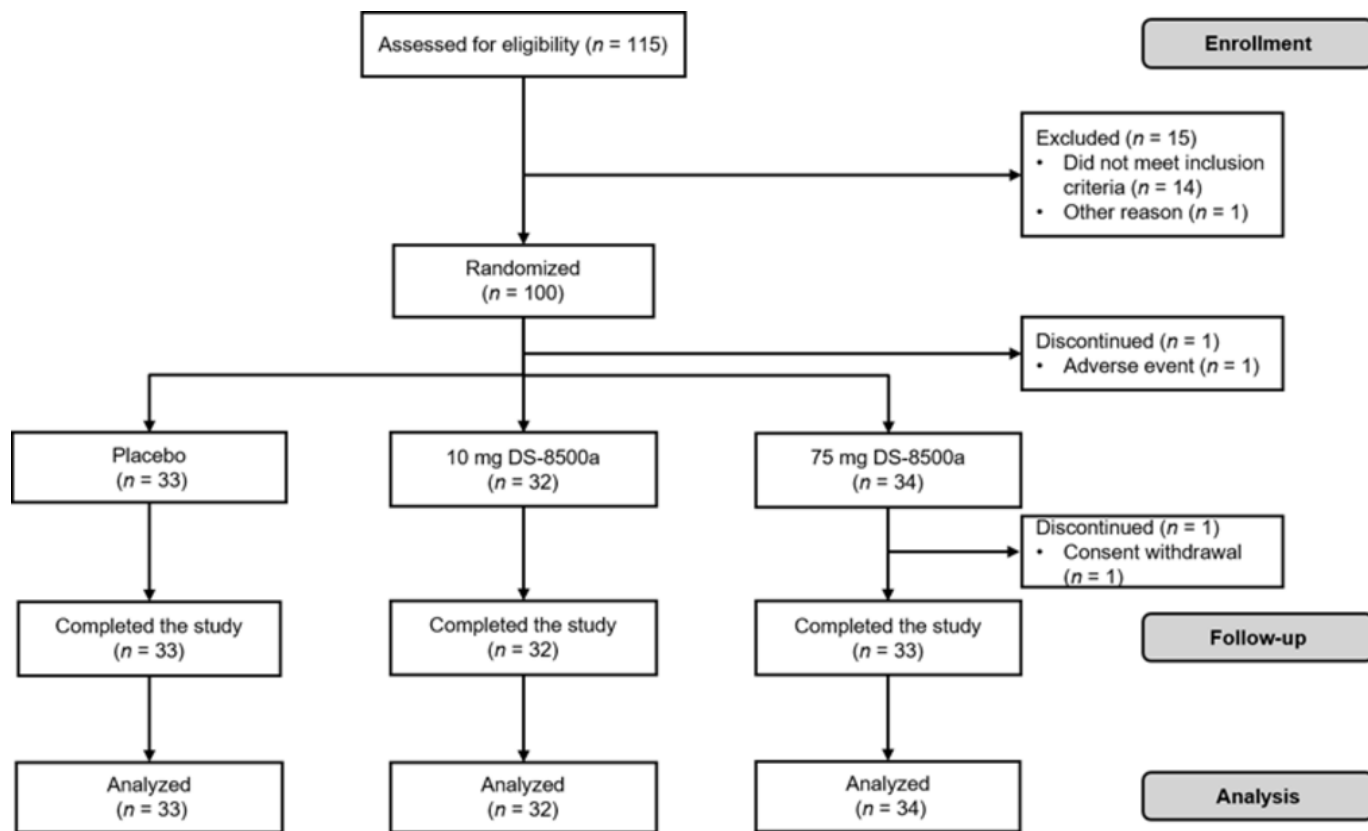 Assessed for eligibility (n = 115)
Enrollment
Excluded (n = 15)
• Did not meet inclusion
criteria (n = 14)
• Other reason (n = 1)
Randomized
(n = 100)
Discontinued (n = 1)
• Adverse event (n = 1)
Placebo
(n = 33)
10 mg DS-8500a
(n = 32)
75 mg DS-8500a
(n = 34)
Discontinued (n = 1)
• Consent withdrawal
(n = 1)
Completed the study
(n = 33)
Completed the study
(n = 32)
Completed the study
(n = 33)
Follow-up
Analyzed
(n = 33)
Analyzed
(n = 32)
Analyzed
(n = 34)
Analysis